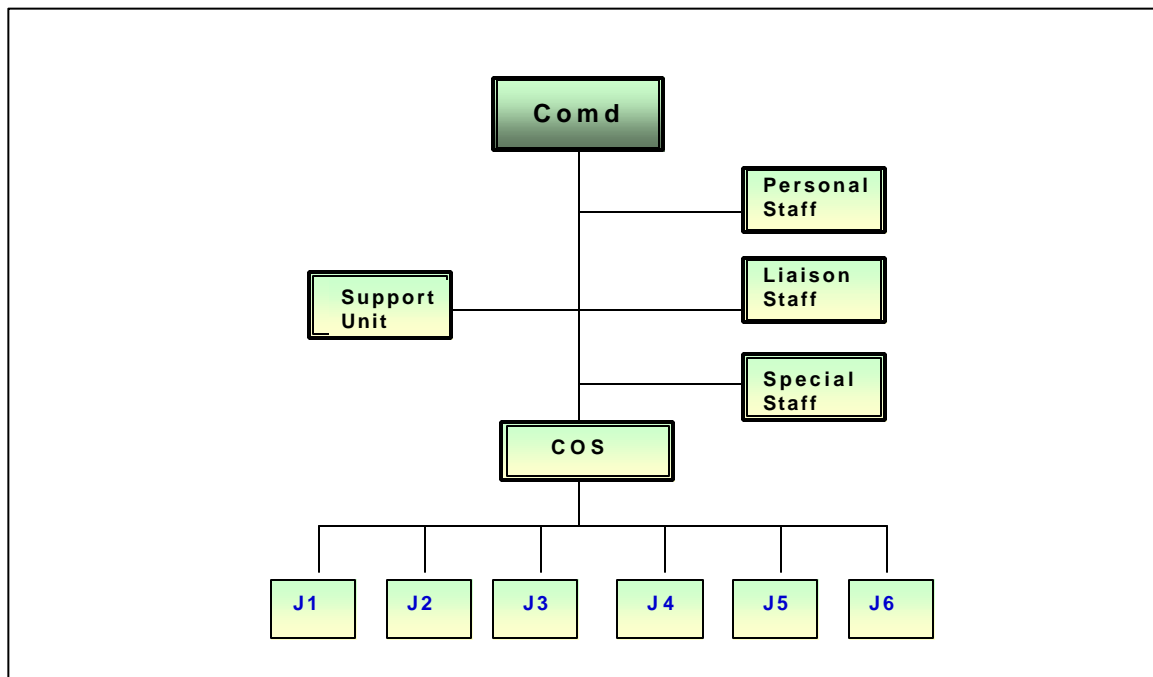 Comd
Personal
Staff
Liaison
Staff
Support
Unit
Special
Staff
COS
J1
J2
J3
J4
J5
J6